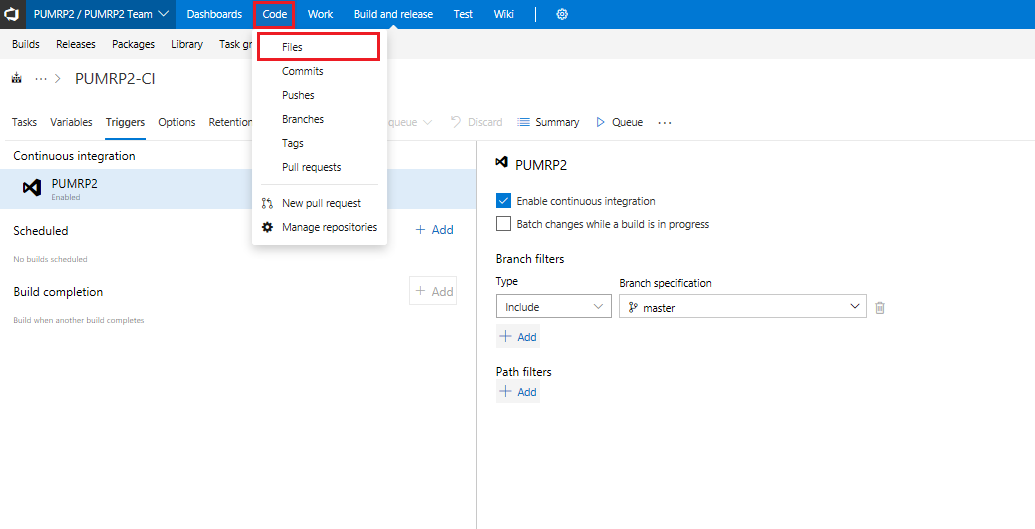 PUMRP2 / PUMRP2 Team Dashboards Code Work Build and release Test Wiki
Builds Releases Packages Library Task gr
Files
Commits
Pushes
Branches
Tags
Pull requests
New pull request
Manage repositories
... > PUMRP2-CI
Tasks Variables Triggers Options Retention queue Discard Summary Queue ...
Continuous integration
PUMRP2
Enabled
Scheduled + Add
No builds scheduled
Build completion + Add
Build when another build completes
PUMRP2
Enable continuous integration
Batch changes while a build is in progress
Branch filters
Type Branch specification
Include master
+ Add
Path filters
+ Add